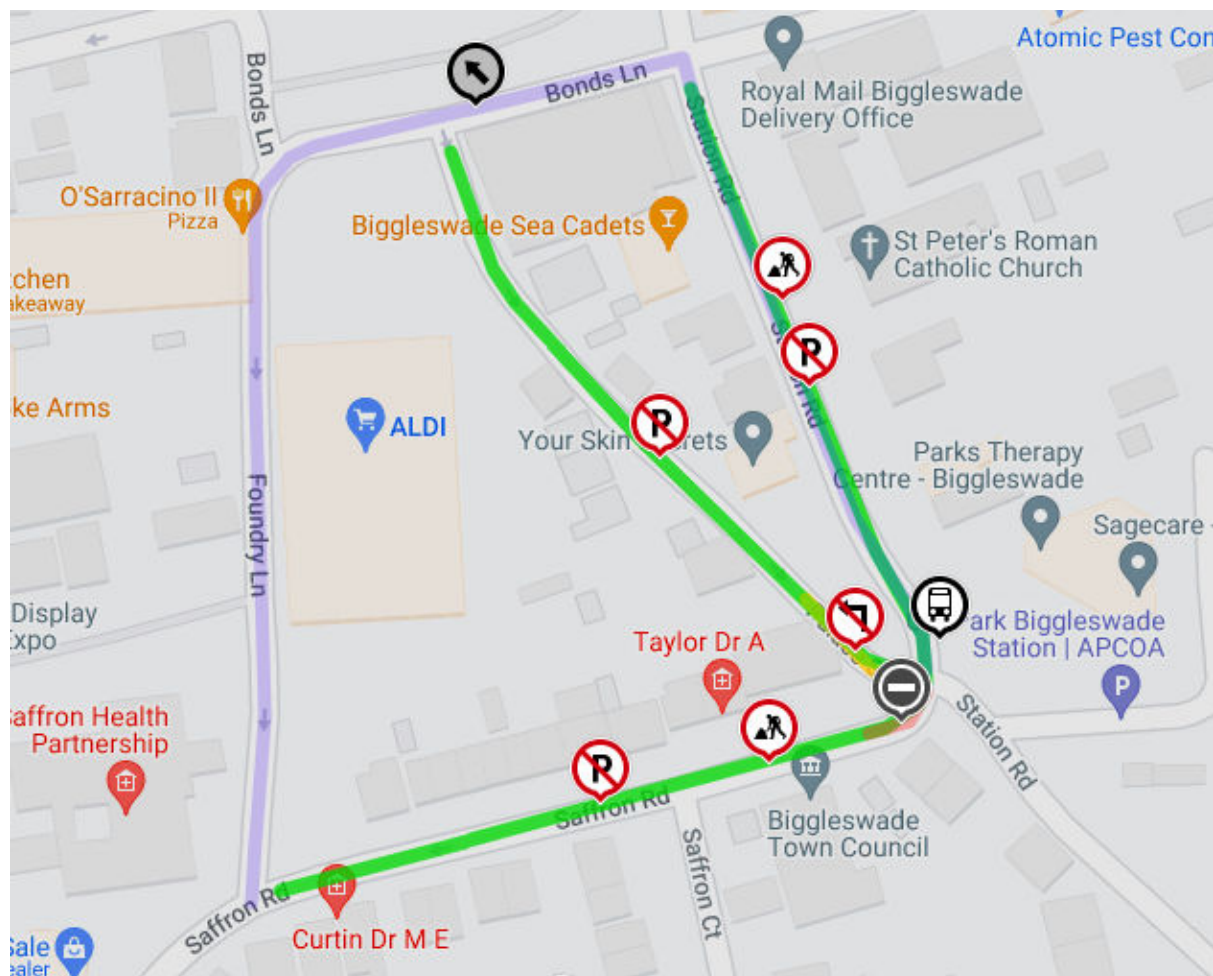 Atomic Pest Con
Bonds Ln
Bonds Ln
Royal Mail Biggleswade
Delivery Office
Station Rd
O'Sarracino II
Pizza
Biggleswade Sea Cadets
St Peter's Roman
Catholic Church
tchen
akeaway
P
ke Arms
ALDI
P
Your Skin
rets
Parks Therapy
Centre - Biggleswade
Sagecare -
Foundry Ln
Display
Expo
ark Biggleswade
Station | APCOA
P
Taylor Dr A
Saffron Health
Partnership
Station Rd
P
Saffron Rd
Biggleswade
Town Council
Saffron Ct
Saffron Rd
Curtin Dr M E
Sale
ealer